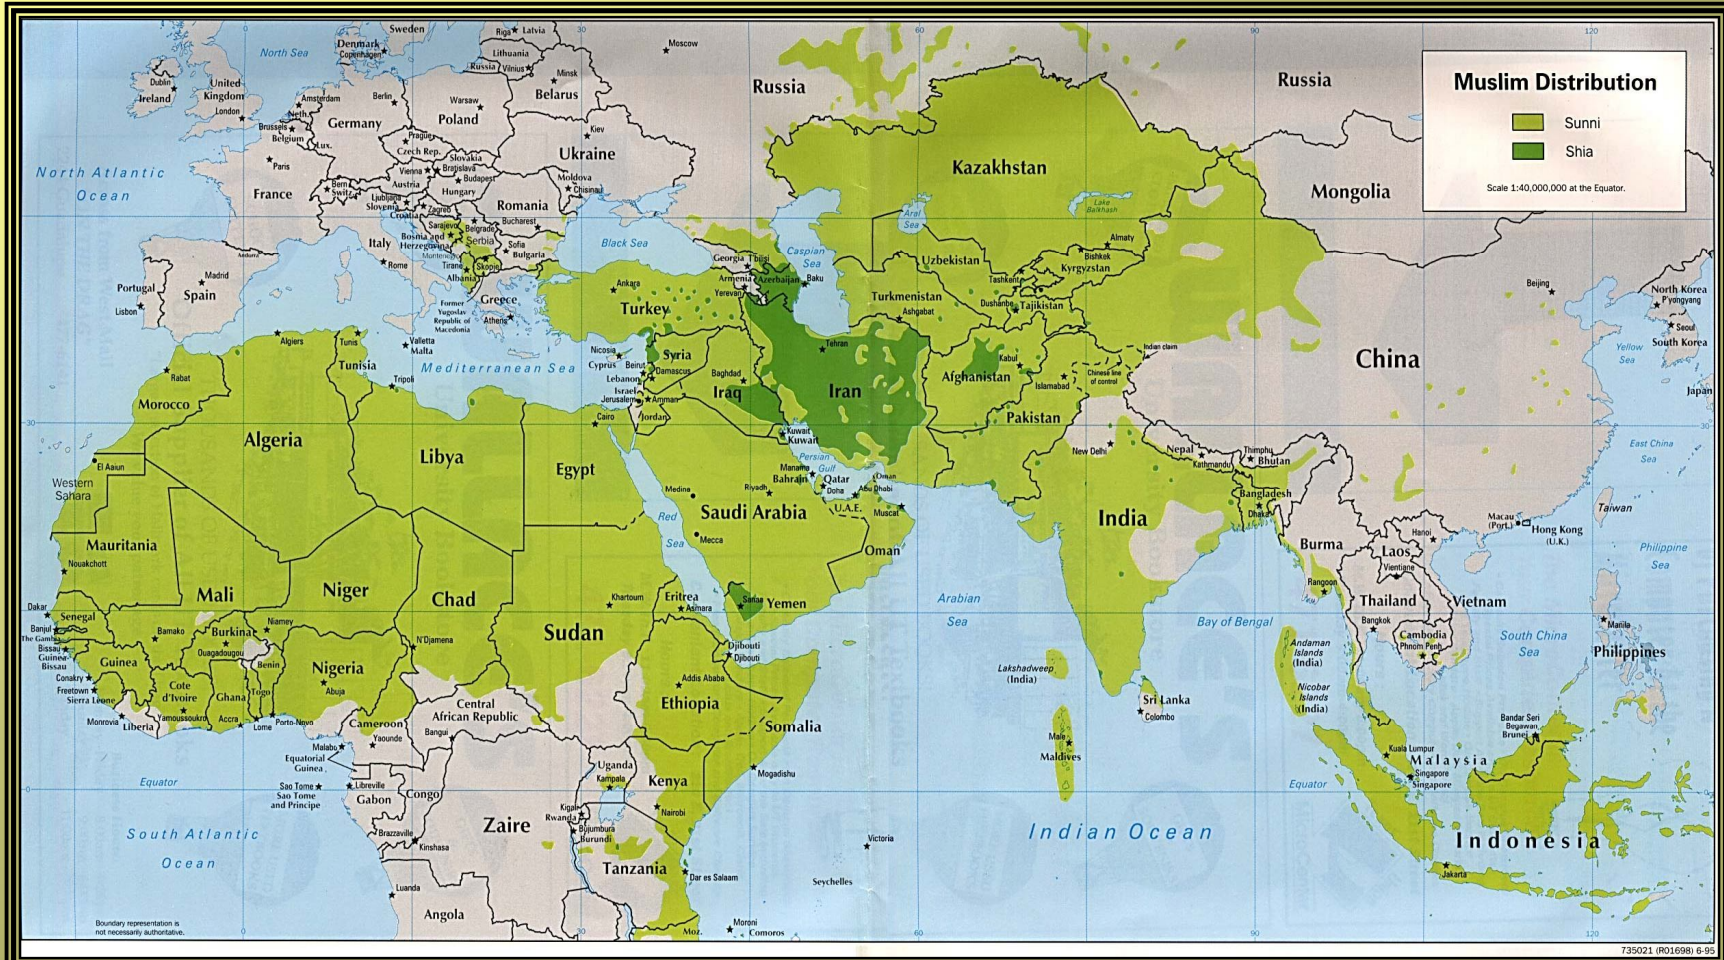 Muslim Distribution
Sunni
Shia
Scale 1:40,000,000 at the Equator.
North Sea
Sweden
Riga
Latvia
Denmark
Copenhagen
Lithuania
Vilnius
Russia
Moscow
Minsk
Belarus
Russia
Russia
60
120
30
0
Dublin
Ireland
United
Kingdom
London
Amsterdam
Neth.
Brussels
Belgium
Lux.
Berlin
Germany
Warsaw
Poland
Prague
Czech Rep.
Kiev
Ukraine
Slovakia
Bratislava
Vienna
Austria
Budapest
Hungary
Moldova
Chisinau
Paris
France
Bern
Switz.
Ljubljana
Slovenia
Zagreb
Croatia
Romania
Bucharest
Belgrade
Serbia
Sarajevo
Bosnia and
Herzegovina
Montenegro
Sofia
Bulgaria
Skopje
Tirane
Albania
Former
Yugoslav
Republic of
Macedonia
Greece
Athens
Italy
Rome
Andorra
Madrid
Spain
Portugal
Lisbon
North Atlantic
Ocean
Black Sea
Caspian
Sea
Aral
Sea
Lake
Balkhash
Kazakhstan
Almaty
Mongolia
Georgia
T'bilisi
Armenia
Yerevan
Azerbaijan
Baku
Uzbekistan
Tashkent
Bishkek
Kyrgyzstan
Turkmenistan
Ashgabat
Dushanbe
Tajikistan
Beijing
North Korea
P'yongyang
Seoul
South Korea
Yellow
Sea
Japan
China
Indian claim
Chinese line
of control
Ankara
Turkey
Nicosia
Cyprus
Beirut
Lebanon
Syria
Damascus
Israel
Jerusalem
Amman
Jordan
Baghdad
Iraq
Tehran
Iran
Kabul
Afghanistan
Islamabad
Pakistan
Valletta
Malta
Mediterranean Sea
Algiers
Tunis
Tunisia
Tripoli
Rabat
Morocco
Algeria
Libya
Cairo
Egypt
El Aaiun
Western
Sahara
Kuwait
Kuwait
Persian
Gulf
Manama
Bahrain
Qatar
Doha
Abu Dhabi
U.A.E.
Oman
Muscat
Oman
Medina
Riyadh
Saudi Arabia
Mecca
Red
Sea
Sanaa
Yemen
New Delhi
Nepal
Kathmandu
Thimphu
Bhutan
Bangladesh
Dhaka
India
Burma
Rangoon
Hanoi
Laos
Vientiane
Thailand
Bangkok
Vietnam
Cambodia
Phnom Penh
Macau
(Port.)
Hong Kong
(U.K.)
Taiwan
East China
Sea
Philippine
Sea
Manila
Philippines
South China
Sea
Arabian
Sea
Bay of Bengal
Andaman
Islands
(India)
Nicobar
Islands
(India)
Lakshadweep
(India)
Sri Lanka
Colombo
Male
Maldives
Mauritania
Nouakchott
Mali
Niger
Chad
Khartoum
Sudan
Eritrea
Asmara
Djibouti
Djibouti
Addis Ababa
Ethiopia
Somalia
Mogadishu
Dakar
Senegal
Banjul
The Gambia
Bissau
Guinea-
Bissau
Bamako
Guinea
Conakry
Freetown
Sierra Leone
Monrovia
Liberia
Burkina
Ouagadougou
Niamey
Benin
Nigeria
Abuja
Cote
d'Ivoire
Yamoussoukro
Ghana
Accra
Togo
Lome
Porto-Novo
N'Djamena
Cameroon
Yaounde
Central
African Republic
Bangui
Malabo
Equatorial
Guinea
Sao Tome
Sao Tome
and Principe
Libreville
Gabon
Congo
Brazzaville
Kinshasa
Zaire
Uganda
Kampala
Kenya
Nairobi
Kigali
Rwanda
Bujumbura
Burundi
Tanzania
Dar es Salaam
Luanda
Angola
Moz.
Moroni
Comoros
Victoria
Seychelles
Equator
South Atlantic
Ocean
Indian Ocean
Equator
Bandar Seri
Begawan
Brunei
Kuala Lumpur
Malaysia
Singapore
Singapore
Indonesia
Jakarta
Boundary representation is
not necessarily authoritative.
0
30
60
90
120
735021 (R01698) 6-95